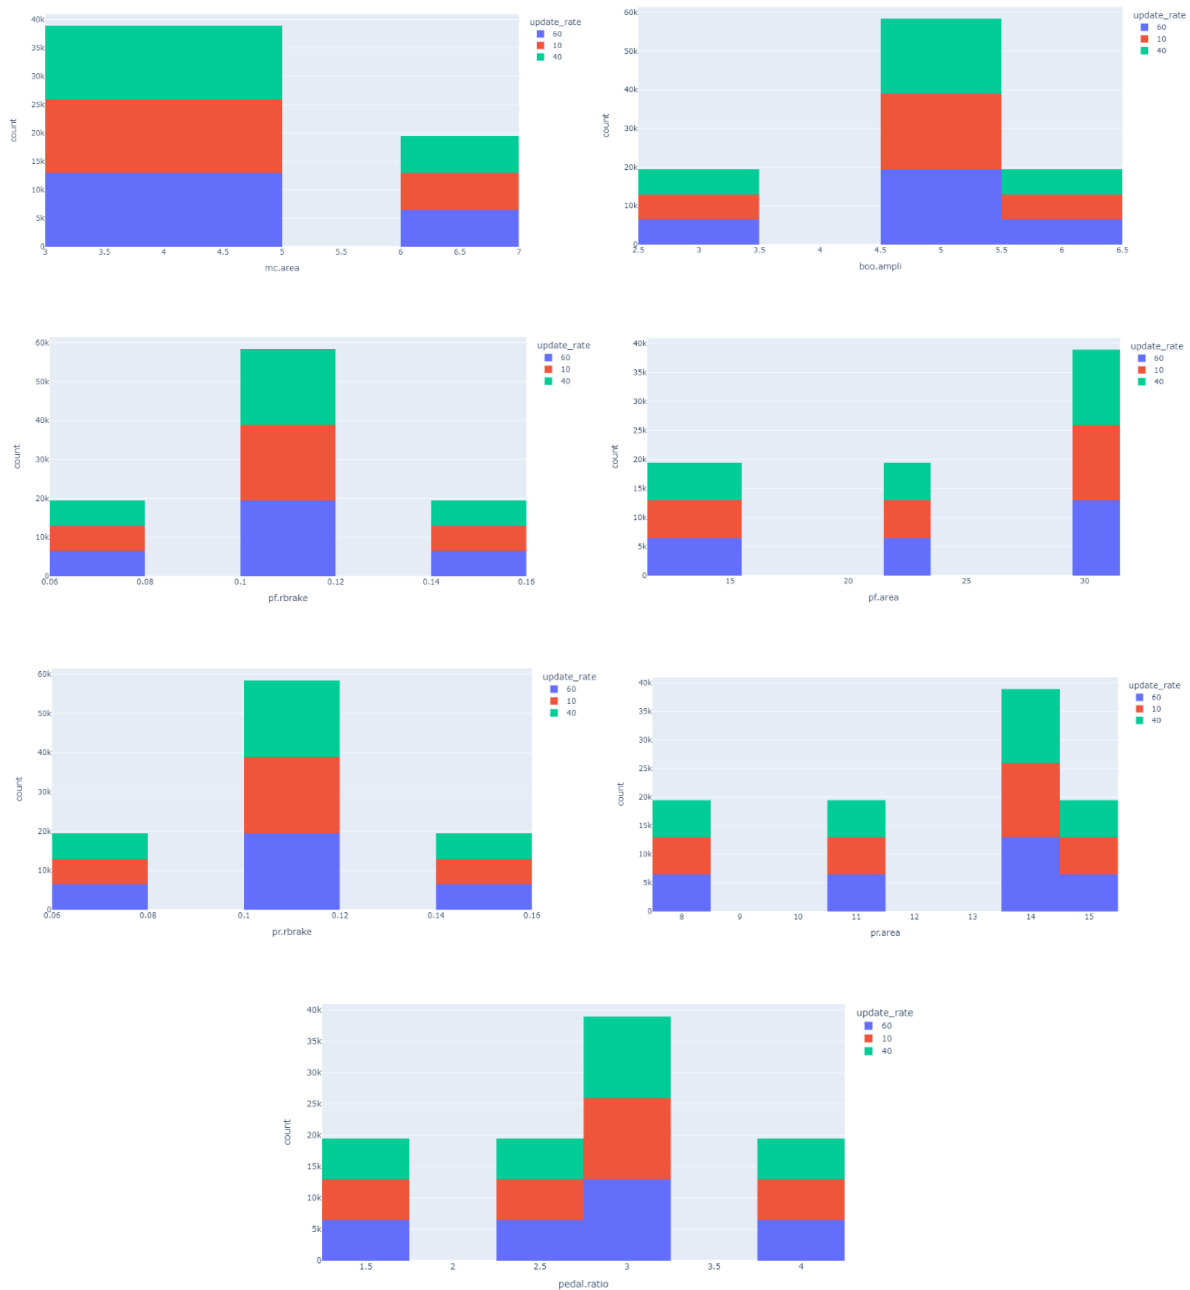 update_rate
60
10
40
40k
35k
30k
25k
20k
15k
10k
5k
0
count
3 3.5 4 4.5 5 5.5 6 6.5 7
mc.area
update_rate
60
10
40
60k
50k
40k
30k
20k
10k
0
count
2.5 3 3.5 4 4.5 5 5.5 6 6.5
boo.ampli
update_rate
60
10
40
60k
50k
40k
30k
20k
10k
0
count
0.06 0.08 0.1 0.12 0.14 0.16
pf.rbrake
update_rate
60
10
40
40k
35k
30k
25k
20k
15k
10k
5k
0
count
15 20 25 30
pf.area
update_rate
60
10
40
60k
50k
40k
30k
20k
10k
0
count
0.06 0.08 0.1 0.12 0.14 0.16
pr.rbrake
update_rate
60
10
40
40k
35k
30k
25k
20k
15k
10k
5k
0
count
8 9 10 11 12 13 14 15
pr.area
update_rate
60
10
40
40k
35k
30k
25k
20k
15k
10k
5k
0
count
1.5 2 2.5 3 3.5 4
pedal.ratio